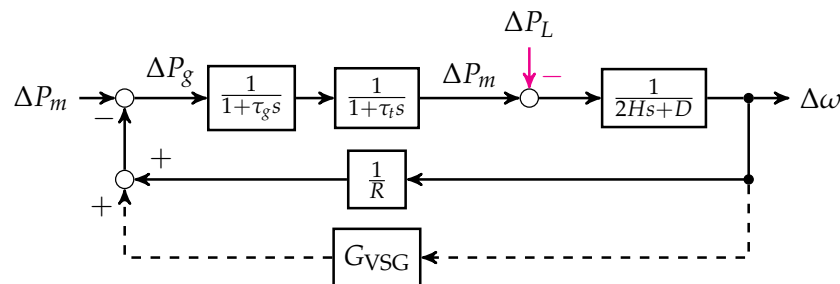 ΔP_L
ΔP_m − ΔP_g 1/(1+τ_g s) 1/(1+τ_t s) ΔP_m − 1/(2Hs+D) Δω
+ 1/R
+ G_VSG